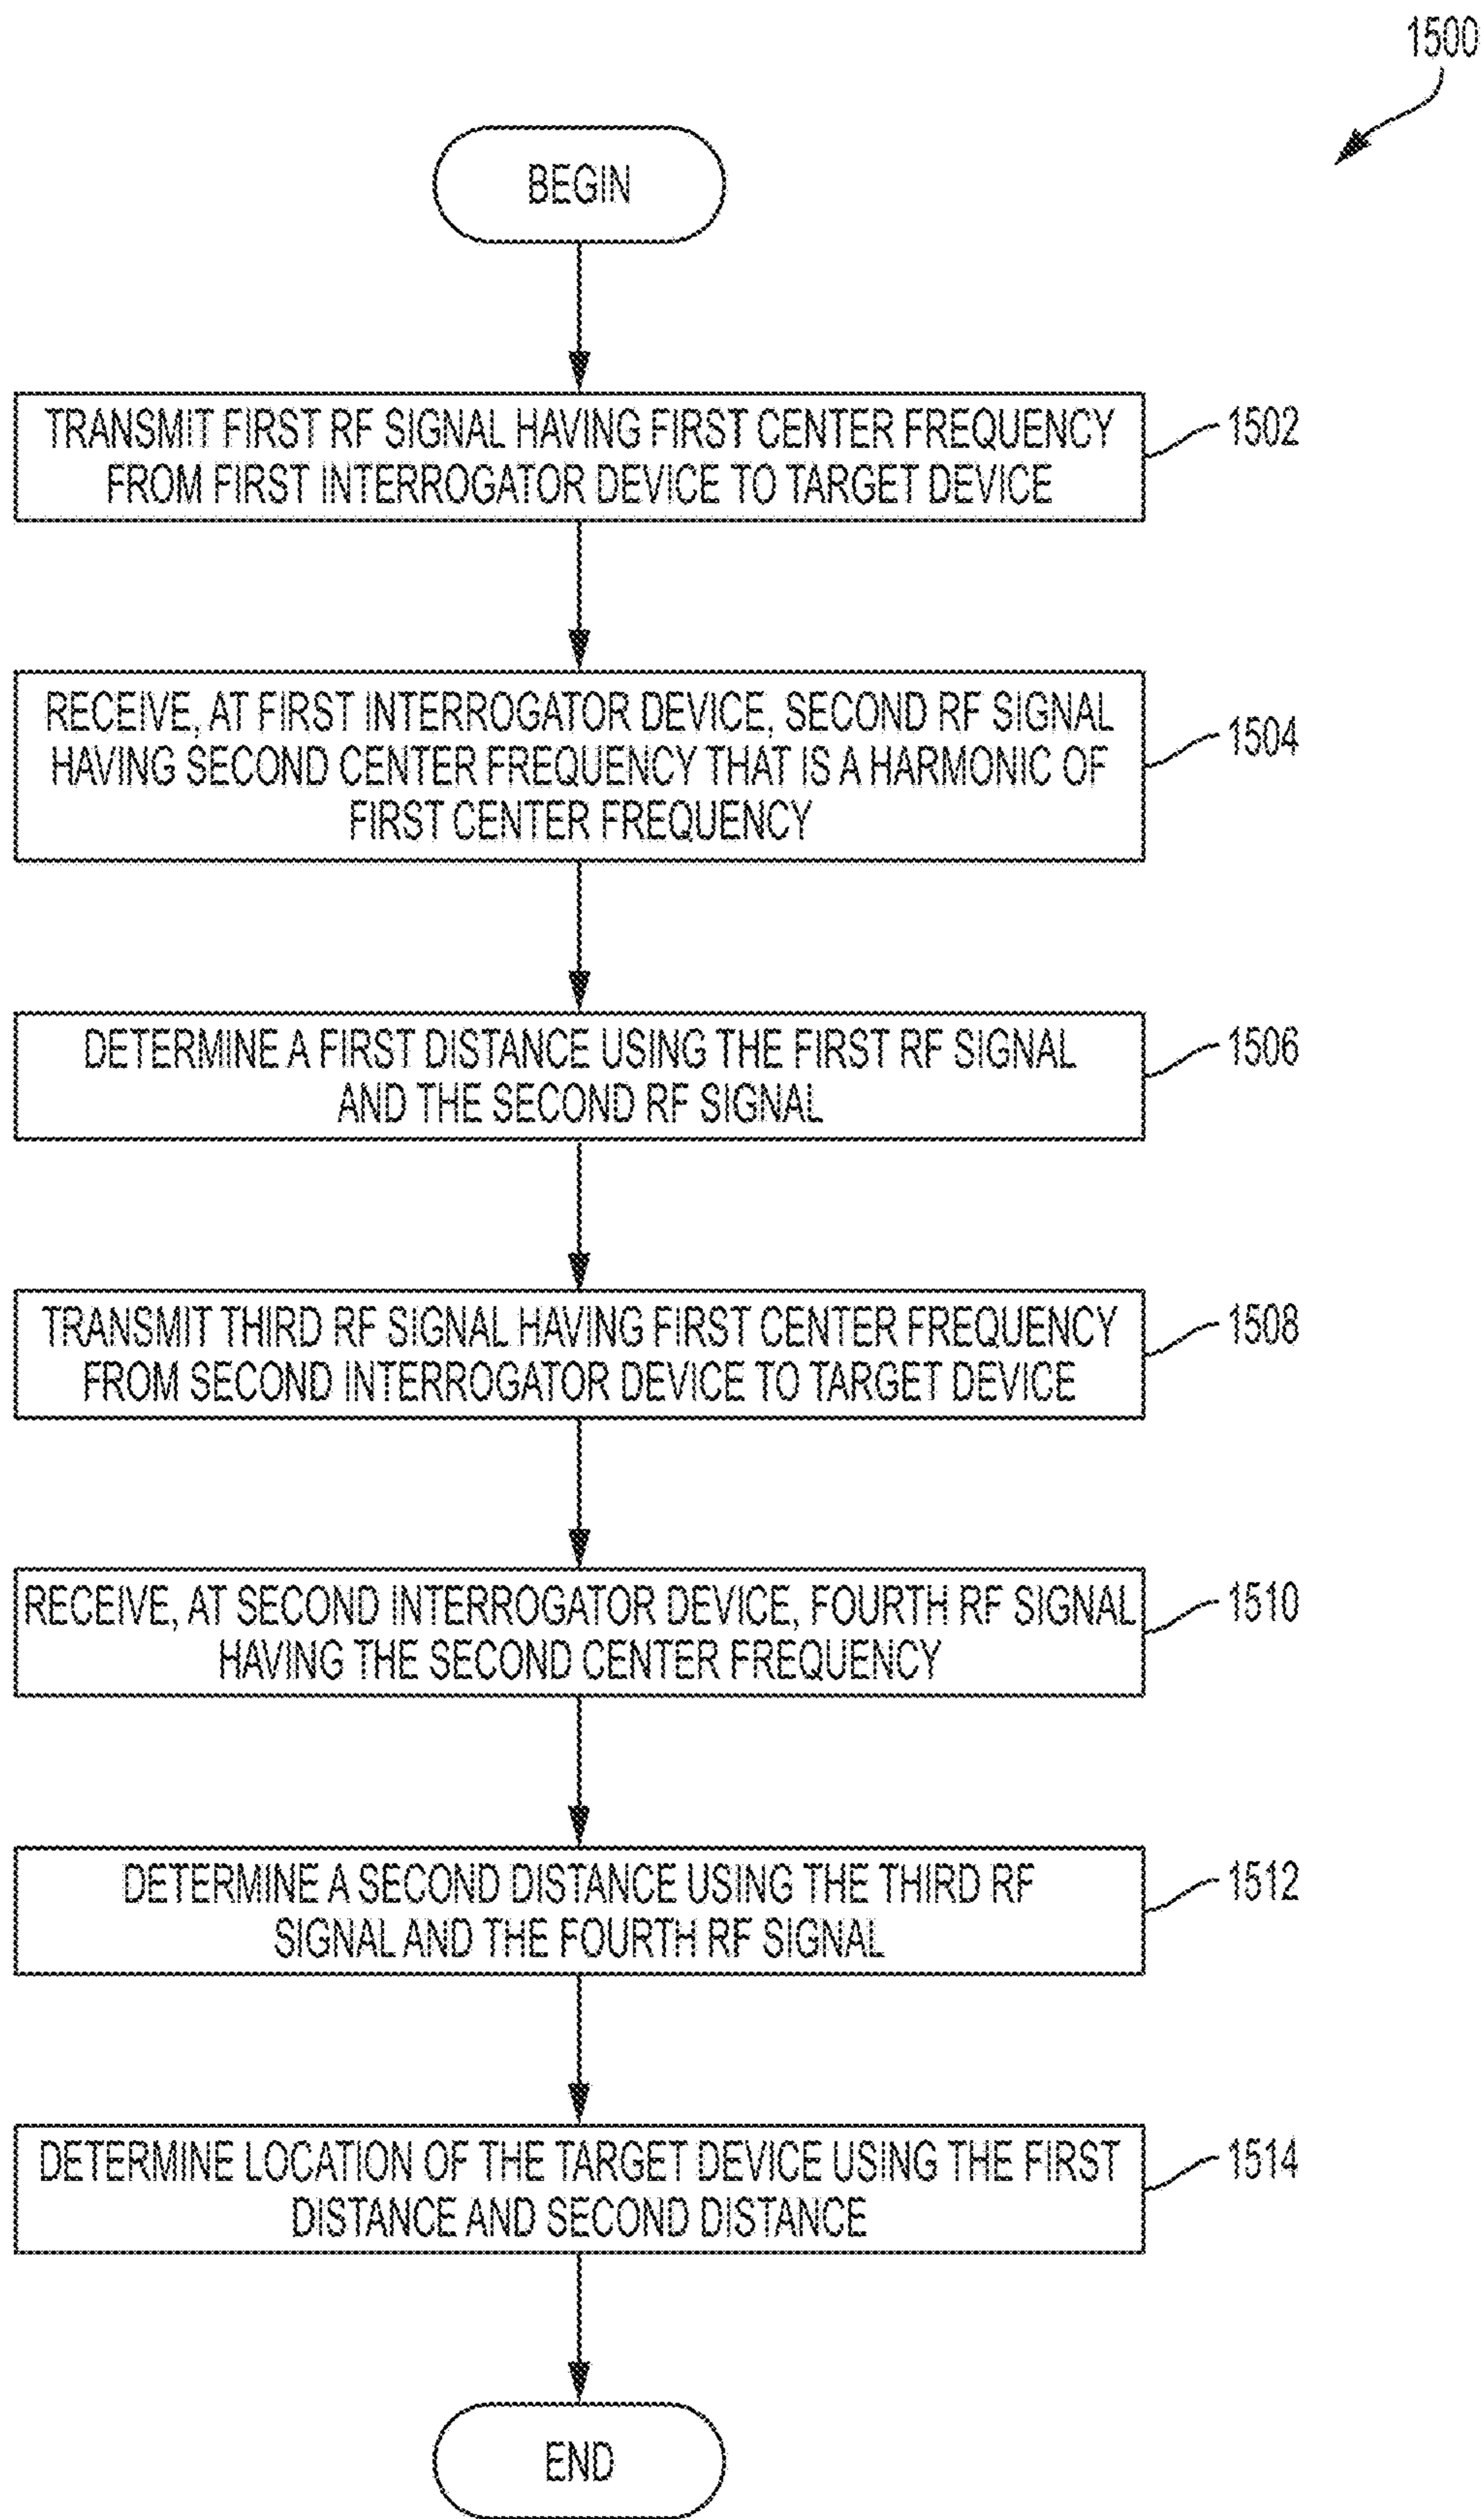 1500
BEGIN
TRANSMIT FIRST RF SIGNAL HAVING FIRST CENTER FREQUENCY
FROM FIRST INTERROGATOR DEVICE TO TARGET DEVICE
1502
RECEIVE, AT FIRST INTERROGATOR DEVICE, SECOND RF SIGNAL
HAVING SECOND CENTER FREQUENCY THAT IS A HARMONIC OF
FIRST CENTER FREQUENCY
1504
DETERMINE A FIRST DISTANCE USING THE FIRST RF SIGNAL
AND THE SECOND RF SIGNAL
1506
TRANSMIT THIRD RF SIGNAL HAVING FIRST CENTER FREQUENCY
FROM SECOND INTERROGATOR DEVICE TO TARGET DEVICE
1508
RECEIVE, AT SECOND INTERROGATOR DEVICE, FOURTH RF SIGNAL
HAVING THE SECOND CENTER FREQUENCY
1510
DETERMINE A SECOND DISTANCE USING THE THIRD RF
SIGNAL AND THE FOURTH RF SIGNAL
1512
DETERMINE LOCATION OF THE TARGET DEVICE USING THE FIRST
DISTANCE AND SECOND DISTANCE
1514
END